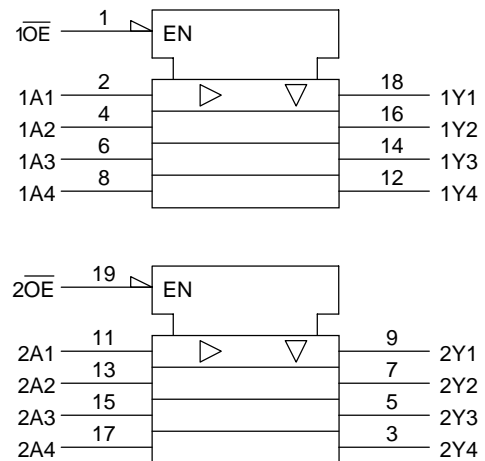 1OE 1 EN
1A1 2 18 1Y1
1A2 4 16 1Y2
1A3 6 14 1Y3
1A4 8 12 1Y4
2OE 19 EN
2A1 11 9 2Y1
2A2 13 7 2Y2
2A3 15 5 2Y3
2A4 17 3 2Y4